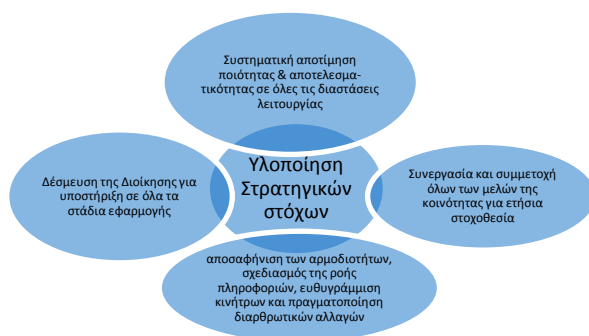 Συστηματική αποτίμηση
ποιότητας & αποτελεσμα-
τικότητας σε όλες τις διαστάσεις
λειτουργίας
Δέσμευση της Διοίκησης για
υποστήριξη σε όλα τα
στάδια εφαρμογής
Υλοποίηση
Στρατηγικών
στόχων
Συνεργασία και συμμετοχή
όλων των μελών της
κοινότητας για ετήσια
στοχοθεσία
αποσαφήνιση των αρμοδιοτήτων,
σχεδιασμός της ροής
πληροφοριών, ευθυγράμμιση
κινήτρων και πραγματοποίηση
διαρθρωτικών αλλαγών